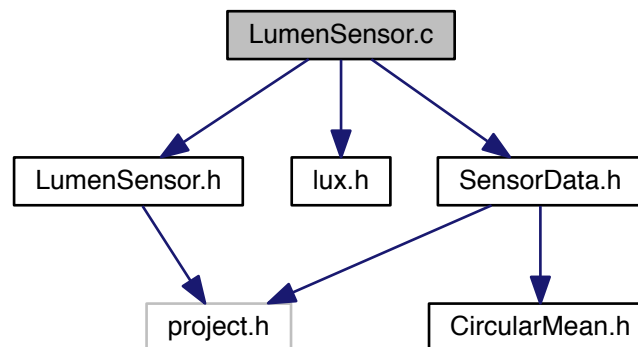 LumenSensor.c
LumenSensor.h
lux.h
SensorData.h
project.h
CircularMean.h